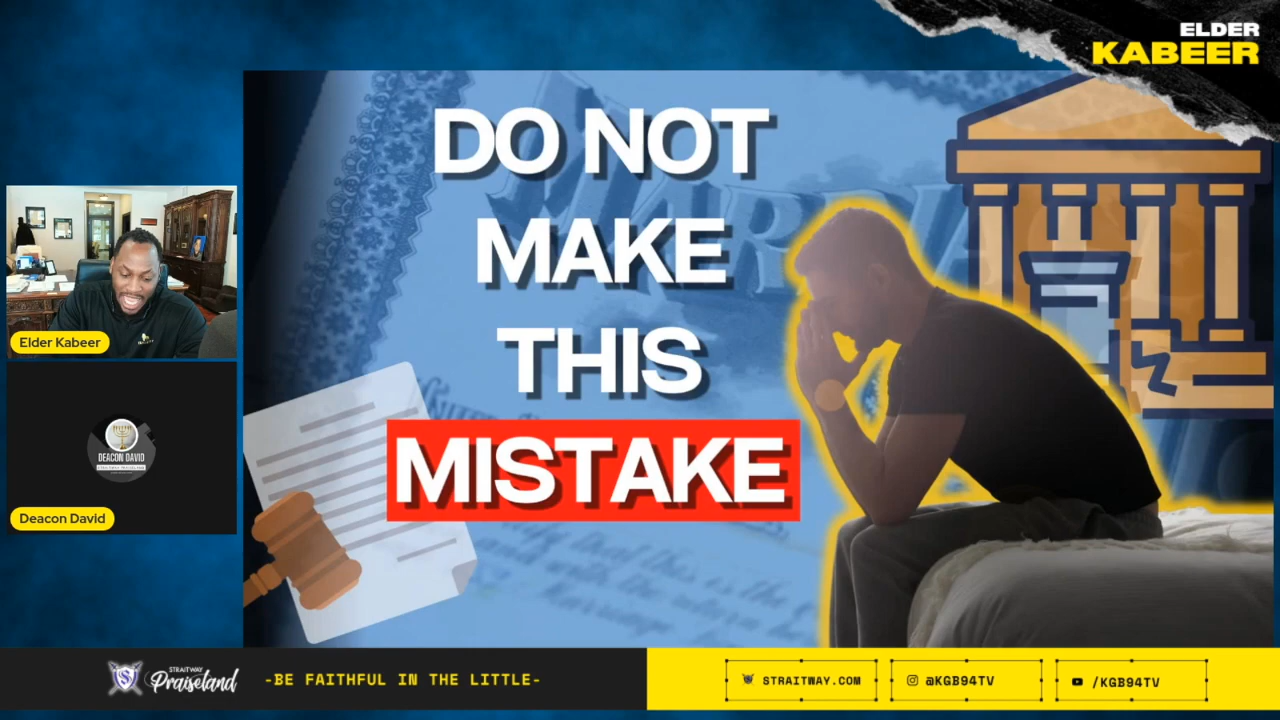 ELDER
KABEER
DO NOT
MAKE
THIS
MISTAKE
Elder Kabeer
DEACON DAVID
Deacon David
STRAITWAY
Praiseland
-BE FAITHFUL IN THE LITTLE-
STRAITWAY.COM
@KGB94TV
/KGB94TV